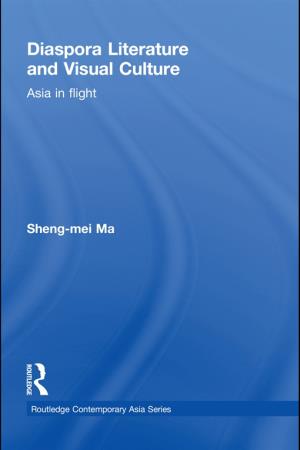 Diaspora Literature
and Visual Culture
Asia in flight
Sheng-mei Ma
ROUTLEDGE
Routledge Contemporary Asia Series